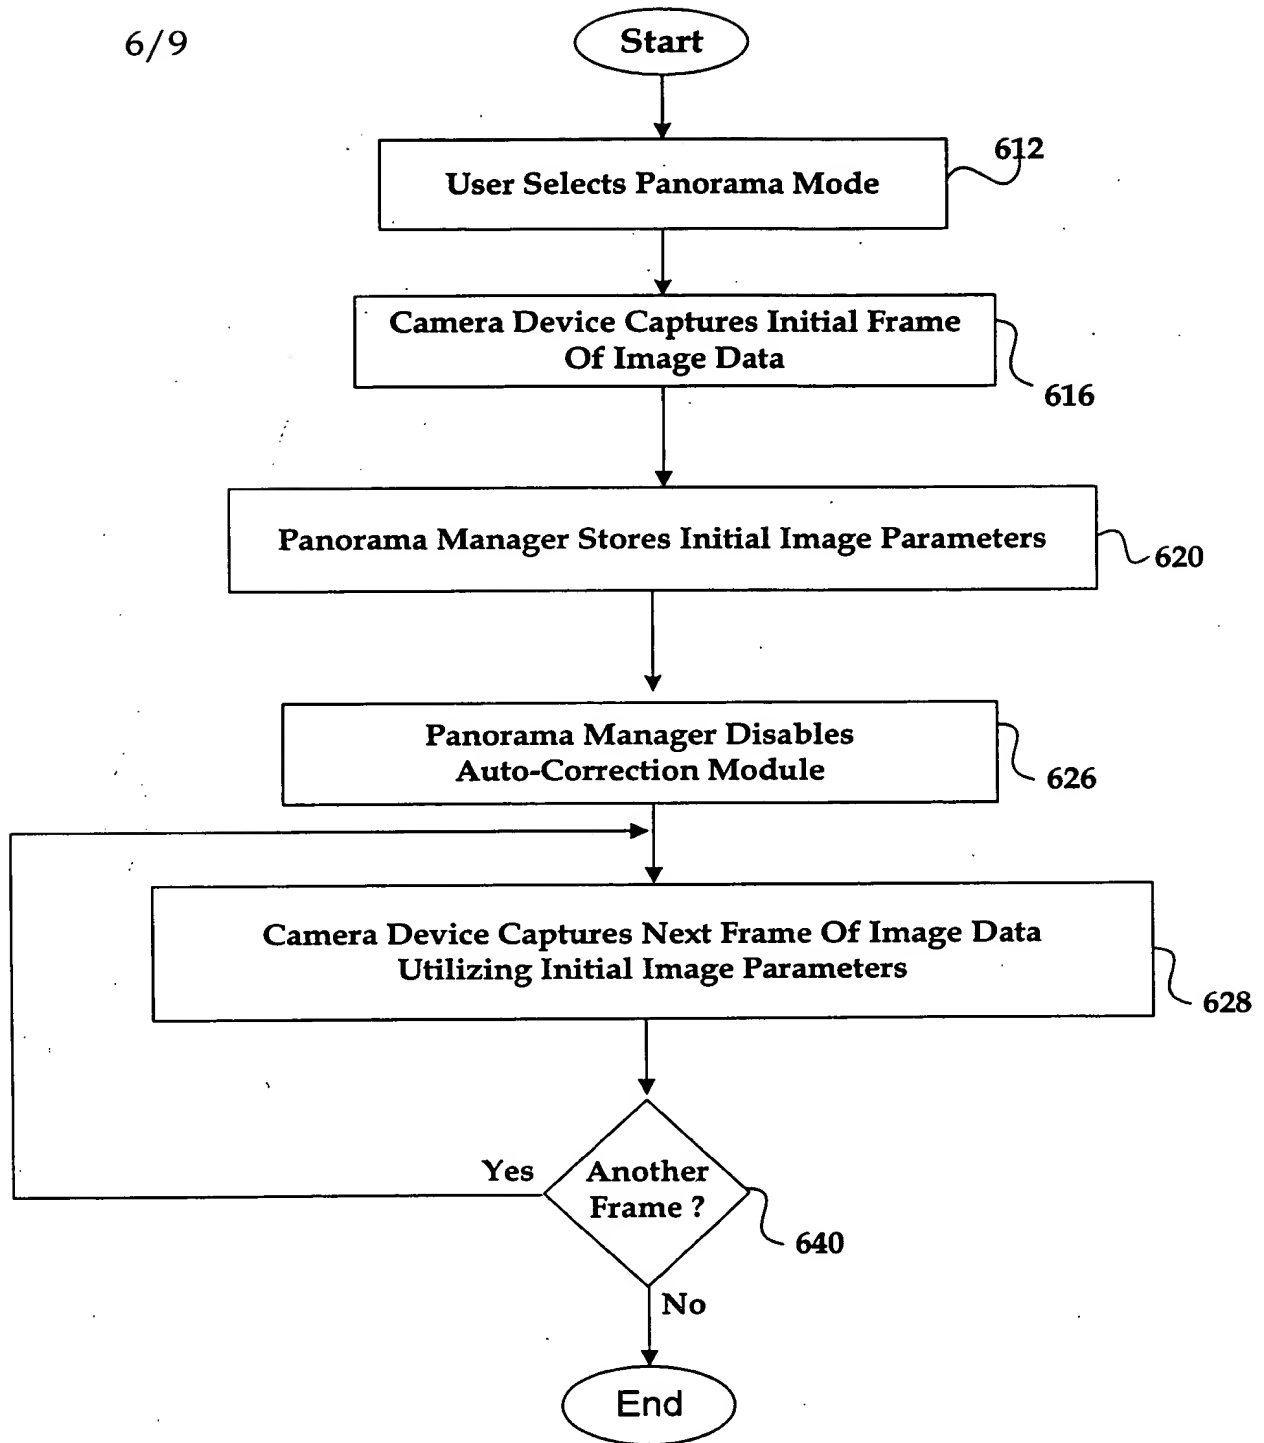 6/9
Start
User Selects Panorama Mode
612
Camera Device Captures Initial Frame
Of Image Data
616
Panorama Manager Stores Initial Image Parameters
620
Panorama Manager Disables
Auto-Correction Module
626
Camera Device Captures Next Frame Of Image Data
Utilizing Initial Image Parameters
628
Yes
Another
Frame ?
640
No
End